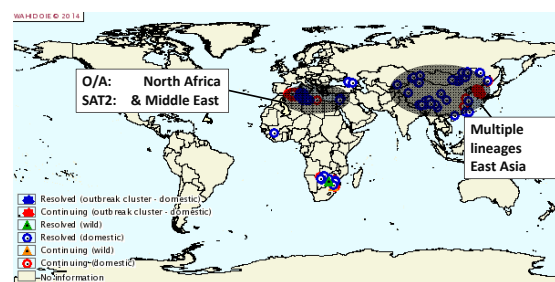 WAHID OIE © 2014
O/A: North Africa
SAT2: & Middle East
Multiple
lineages
East Asia
Resolved (outbreak cluster - domestic)
Continuing (outbreak cluster - domestic)
Resolved (wild)
Resolved (domestic)
Continuing (wild)
Continuing (domestic)
No information